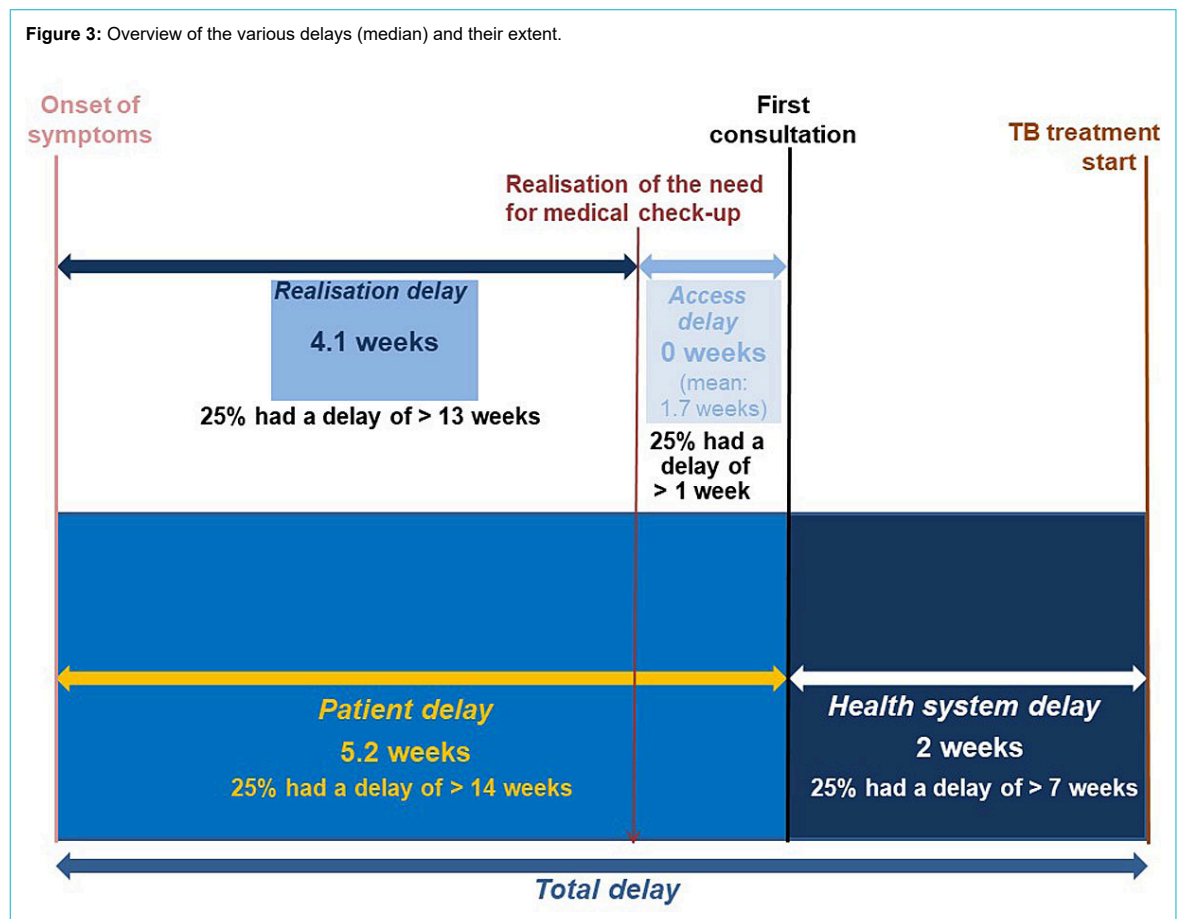 Figure 3: Overview of the various delays (median) and their extent.
Onset of
symptoms
First
consultation
TB treatment
start
Realisation of the need
for medical check-up
Realisation delay
4.1 weeks
25% had a delay of > 13 weeks
Access
delay
0 weeks
(mean:
1.7 weeks)
25% had a
delay of
> 1 week
Patient delay
5.2 weeks
25% had a delay of > 14 weeks
Health system delay
2 weeks
25% had a delay of > 7 weeks
Total delay